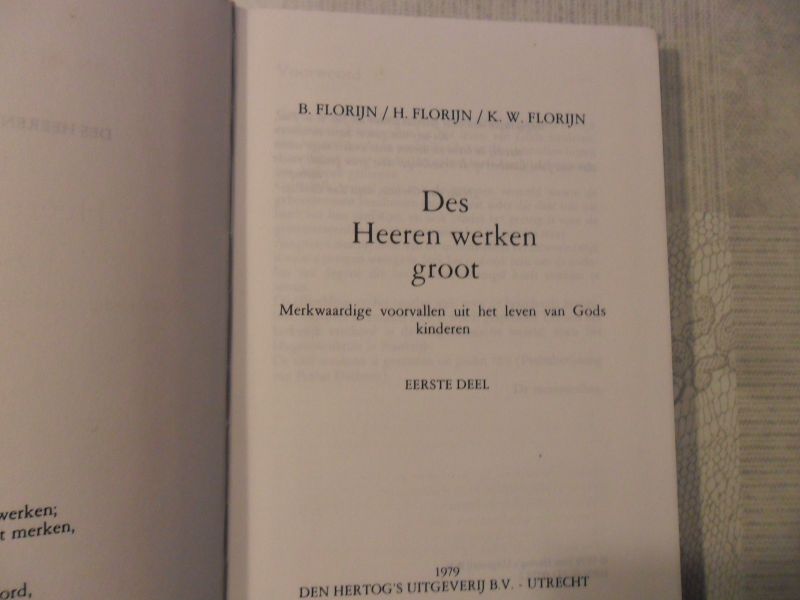 werken;
t merken,
ord,
B. FLORIJN / H. FLORIJN / K. W. FLORIJN
Des
Heeren werken
groot
Merkwaardige voorvallen uit het leven van Gods
kinderen
EERSTE DEEL
1979
DEN HERTOG'S UITGEVERIJ B.V. - UTRECHT